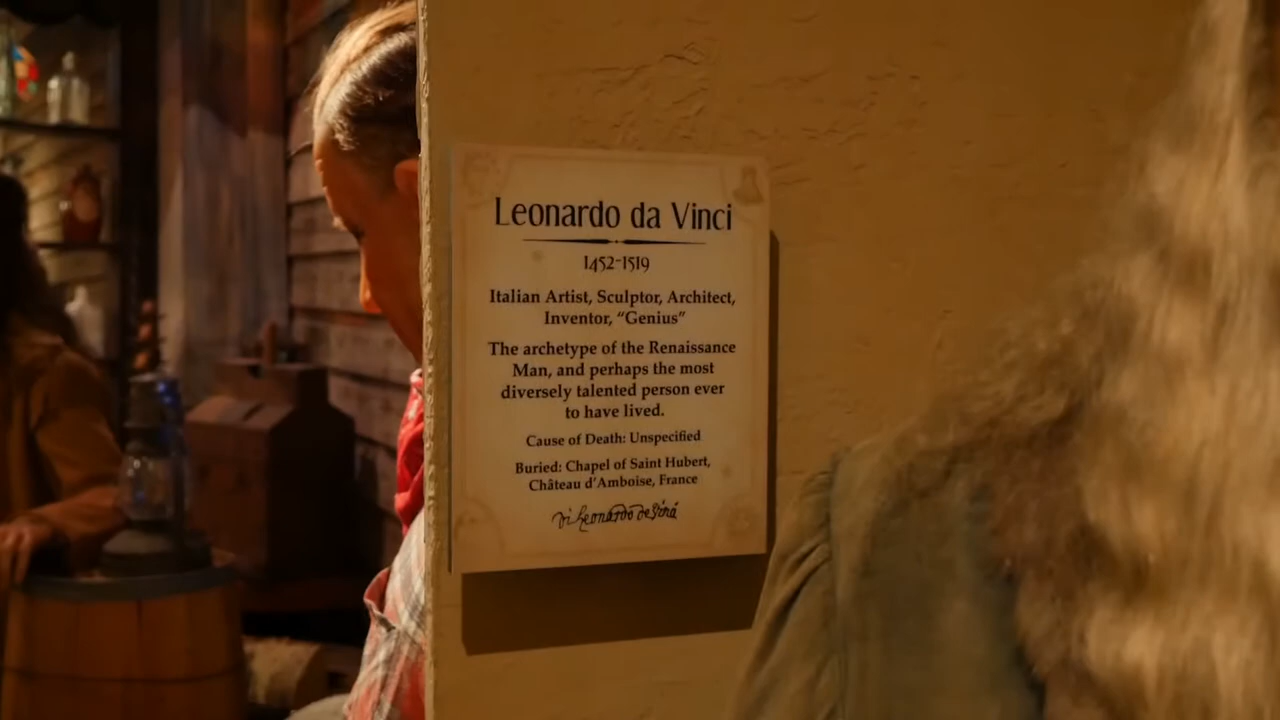 Leonardo da Vinci
1452-1519
Italian Artist, Sculptor, Architect,
Inventor, “Genius”
The archetype of the Renaissance
Man, and perhaps the most
diversely talented person ever
to have lived.
Cause of Death: Unspecified
Buried: Chapel of Saint Hubert,
Château d’Amboise, France